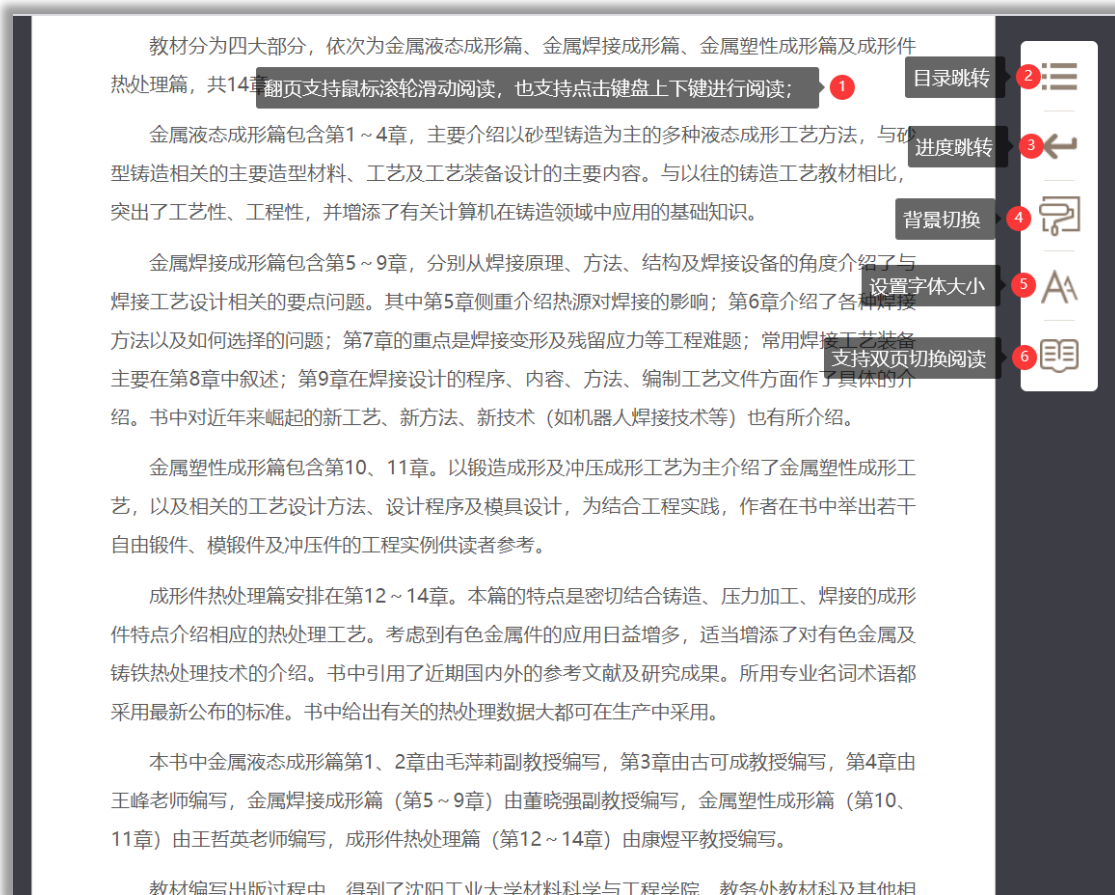 教材分为四大部分，依次为金属液态成形篇、金属焊接成形篇、金属塑性成形篇及成形件
热处理篇，共14章
翻页支持鼠标滚轮滑动阅读，也支持点击键盘上下键进行阅读；
1
目录跳转
2
金属液态成形篇包含第1～4章，主要介绍以砂型铸造为主的多种液态成形工艺方法，与砂
进度跳转
3
型铸造相关的主要造型材料、工艺及工艺装备设计的主要内容。与以往的铸造工艺教材相比，
突出了工艺性、工程性，并增添了有关计算机在铸造领域中应用的基础知识。
背景切换
4
金属焊接成形篇包含第5～9章，分别从焊接原理、方法、结构及焊接设备的角度介绍了与
设置字体大小
5
焊接工艺设计相关的要点问题。其中第5章侧重介绍热源对焊接的影响；第6章介绍了各种焊接
方法以及如何选择的问题；第7章的重点是焊接变形及残留应力等工程难题；常用焊接工艺装备
支持双页切换阅读
6
主要在第8章中叙述；第9章在焊接设计的程序、内容、方法、编制工艺文件方面作了具体的介
绍。书中对近年来崛起的新工艺、新方法、新技术（如机器人焊接技术等）也有所介绍。
金属塑性成形篇包含第10、11章。以锻造成形及冲压成形工艺为主介绍了金属塑性成形工
艺，以及相关的工艺设计方法、设计程序及模具设计，为结合工程实践，作者在书中举出若干
自由锻件、模锻件及冲压件的工程实例供读者参考。
成形件热处理篇安排在第12～14章。本篇的特点是密切结合铸造、压力加工、焊接的成形
件特点介绍相应的热处理工艺。考虑到有色金属件的应用日益增多，适当增添了对有色金属及
铸铁热处理技术的介绍。书中引用了近期国内外的参考文献及研究成果。所用专业名词术语都
采用最新公布的标准。书中给出有关的热处理数据大都可在生产中采用。
本书中金属液态成形篇第1、2章由毛萍莉副教授编写，第3章由古可成教授编写，第4章由
王峰老师编写，金属焊接成形篇（第5～9章）由董晓强副教授编写，金属塑性成形篇（第10、
11章）由王哲英老师编写，成形件热处理篇（第12～14章）由康煜平教授编写。
教材编写出版过程中，得到了沈阳工业大学材料科学与工程学院、教务处教材科及其他相